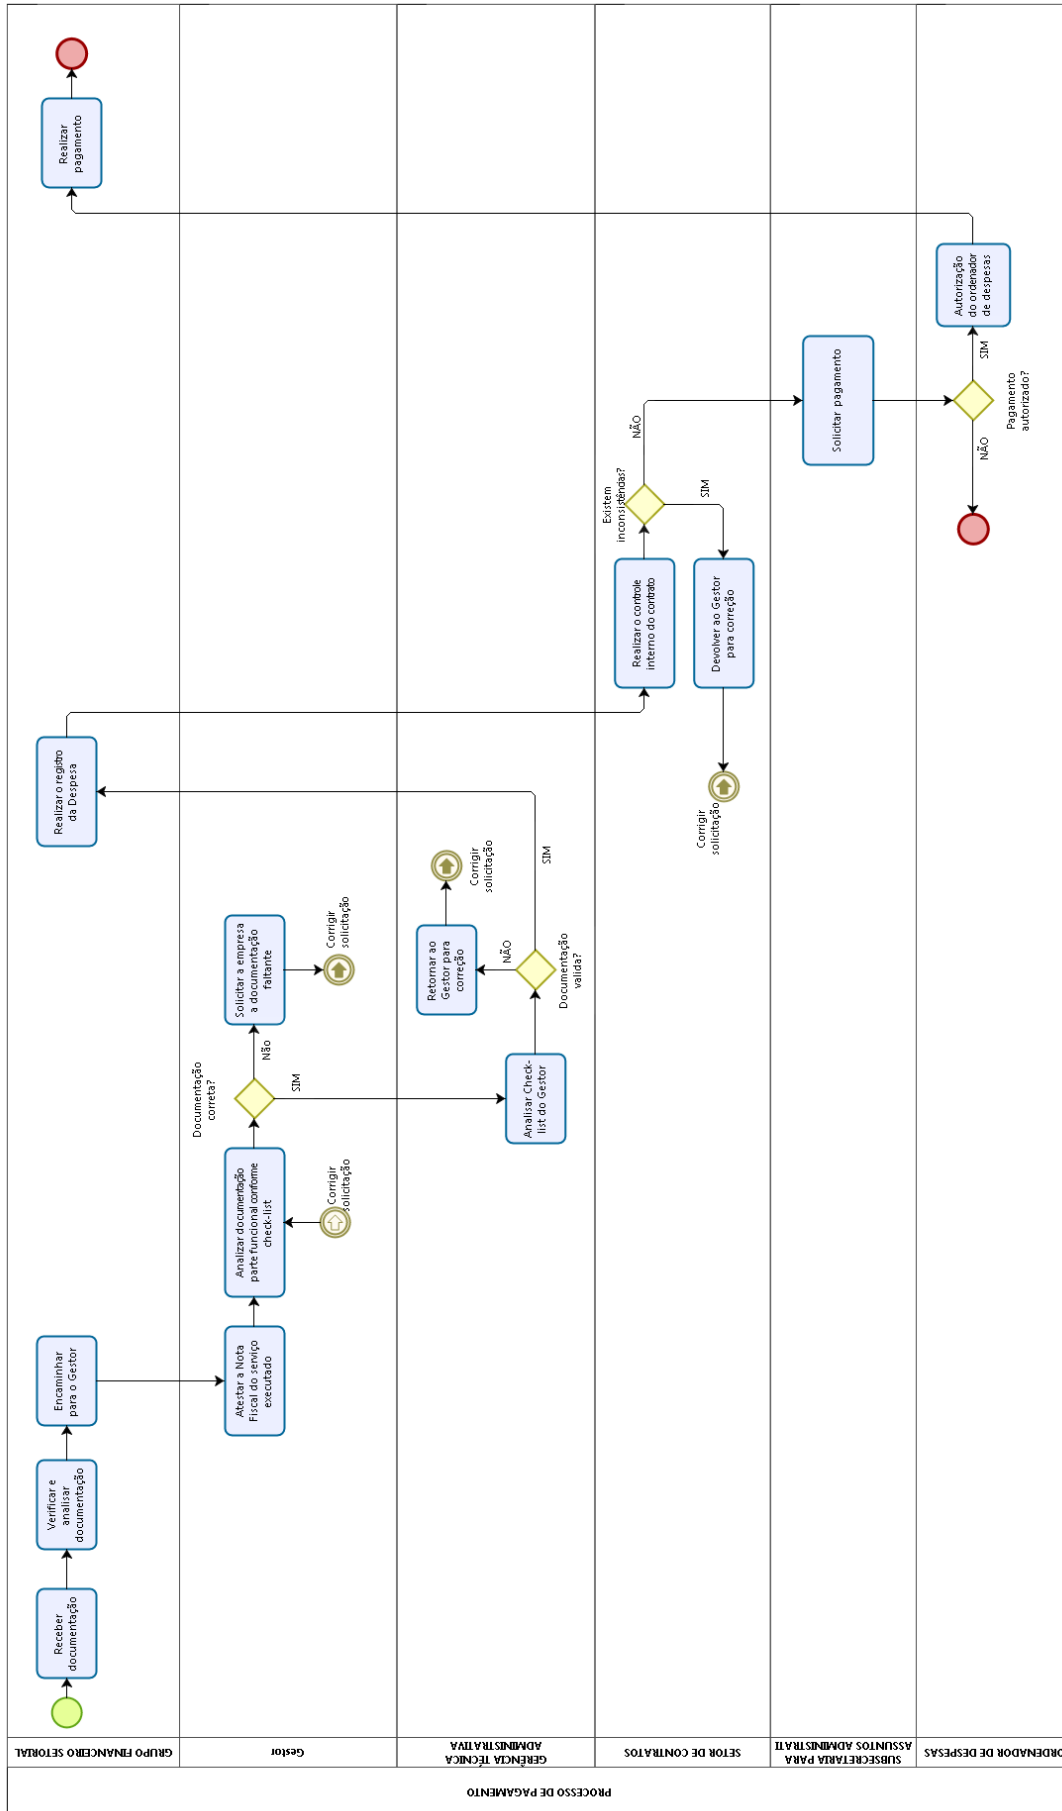 PROCESSO DE PAGAMENTO
GRUPO FINANCEIRO SETORIAL
Receber
documentação
Verificar e
analisar
documentação
Encaminhar
para o Gestor
Realizar o registro
da Despesa
Realizar
pagamento
Gestor
Atestar a Nota
Fiscal do serviço
executado
Analizar documentação
parte funcional conforme
check-list
Corrigir
solicitação
Documentação
correta?
Não
SIM
Solicitar a empresa
a documentação
faltante
Corrigir
solicitação
GERÊNCIA TÉCNICA
ADMINISTRATIVA
Analisar Check-
list do Gestor
Documentação
valida?
NÃO
SIM
Retornar ao
Gestor para
correção
Corrigir
solicitação
SETOR DE CONTRATOS
Realizar o controle
interno do contrato
Existem
inconsistêndas?
NÃO
SIM
Devolver ao Gestor
para correção
Corrigir
solicitação
SUBSECRETARIA PARA
ASSUNTOS ADMINISTRATI
Solicitar pagamento
ORDENADOR DE DESPESAS
Pagamento
autorizado?
NÃO
SIM
Autorização
do ordenador
de despesas